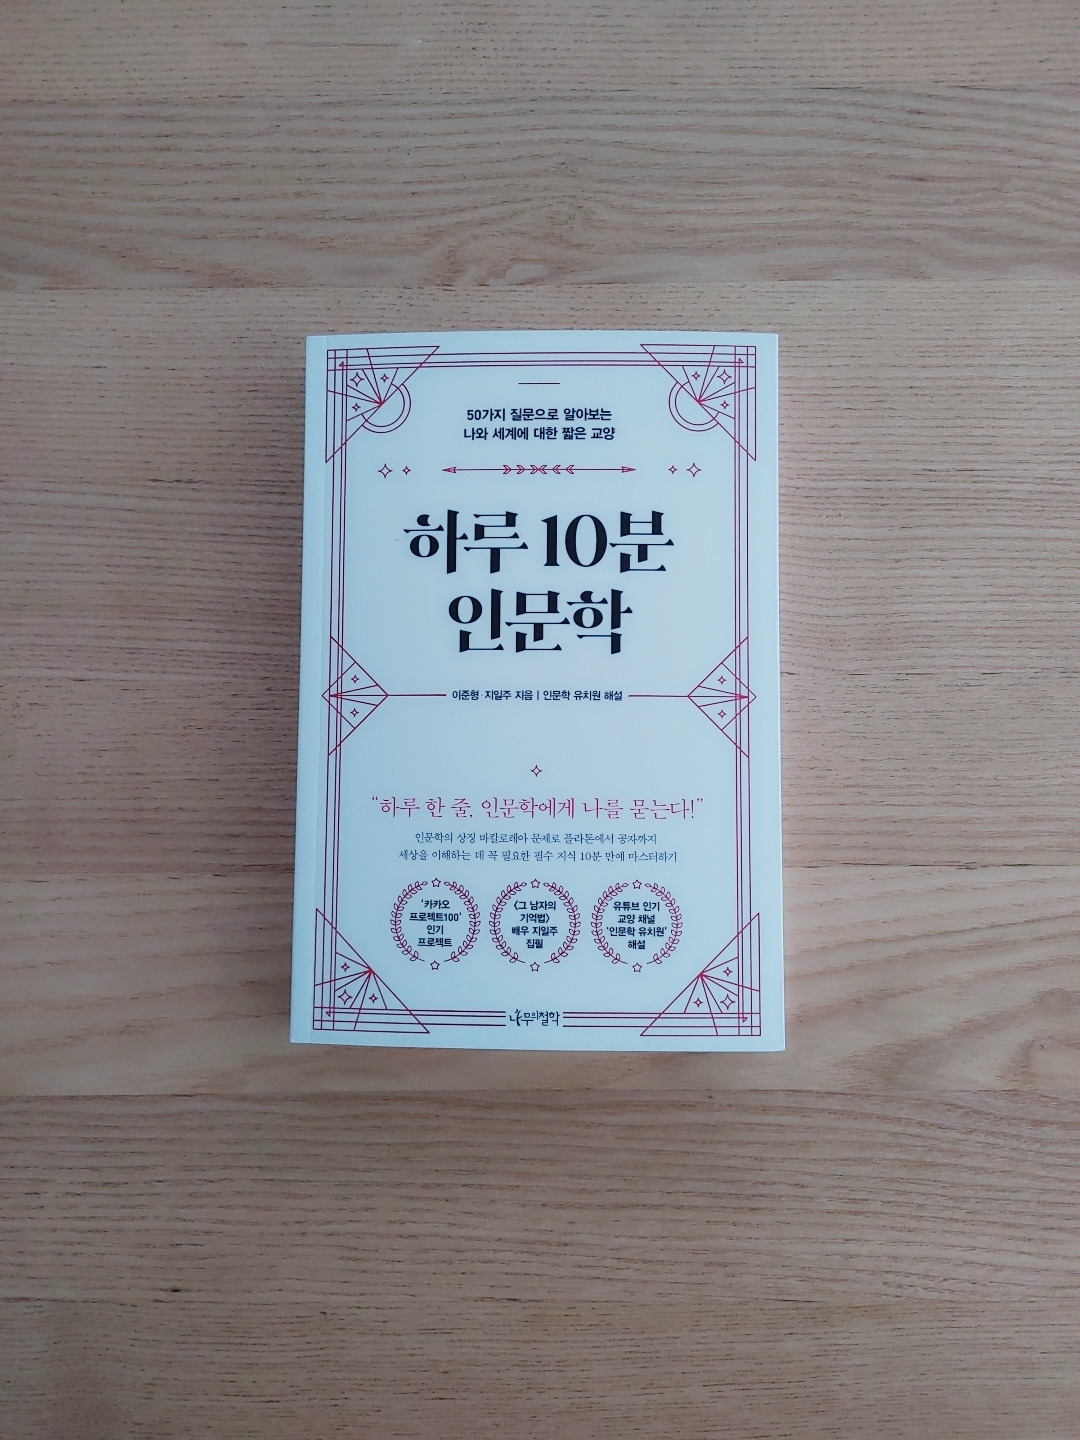 50가지 질문으로 알아보는
나와 세계에 대한 짧은 교양
하루 10분
인문학
이준형·지일주 지음 | 인문학 유치원 해설
“하루 한 줄, 인문학에게 나를 묻는다!”
인문학의 상징 바칼로레아 문제로 플라톤에서 공자까지
세상을 이해하는 데 꼭 필요한 필수 지식 10분 만에 마스터하기
'카카오
프로젝트100'
인기
프로젝트
〈그 남자의
기억법〉
배우 지일주
집필
유튜브 인기
교양 채널
'인문학 유치원'
해설
나무의철학